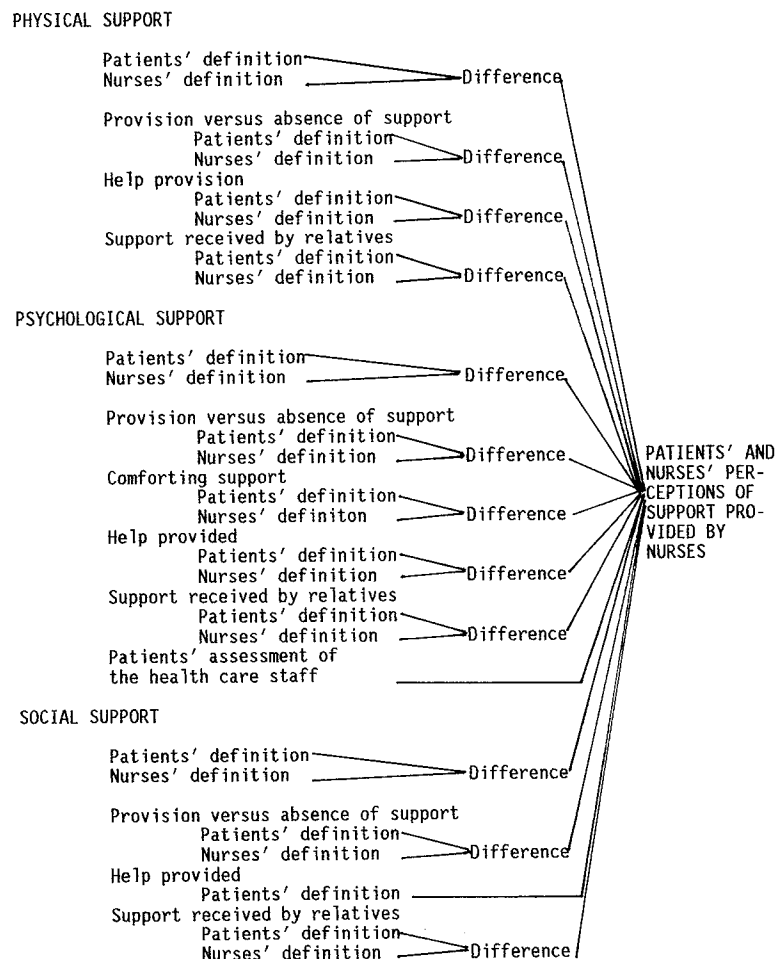 PHYSICAL SUPPORT
Patients' definition
Nurses' definition
Difference
Provision versus absence of support
Patients' definition
Nurses' definition
Difference
Help provision
Patients' definition
Nurses' definition
Difference
Support received by relatives
Patients' definition
Nurses' definition
Difference
PSYCHOLOGICAL SUPPORT
Patients' definition
Nurses' definition
Difference
Provision versus absence of support
Patients' definition
Nurses' definition
Difference
Comforting support
Patients' definition
Nurses' definiton
Difference
Help provided
Patients' definition
Nurses' definition
Difference
Support received by relatives
Patients' definition
Nurses' definition
Difference
Patients' assessment of
the health care staff
SOCIAL SUPPORT
Patients' definition
Nurses' definition
Difference
Provision versus absence of support
Patients' definition
Nurses' definition
Difference
Help provided
Patients' definition
Support received by relatives
Patients' definition
Nurses' definition
Difference
PATIENTS' AND
NURSES' PER-
CEPTIONS OF
SUPPORT PRO-
VIDED BY
NURSES